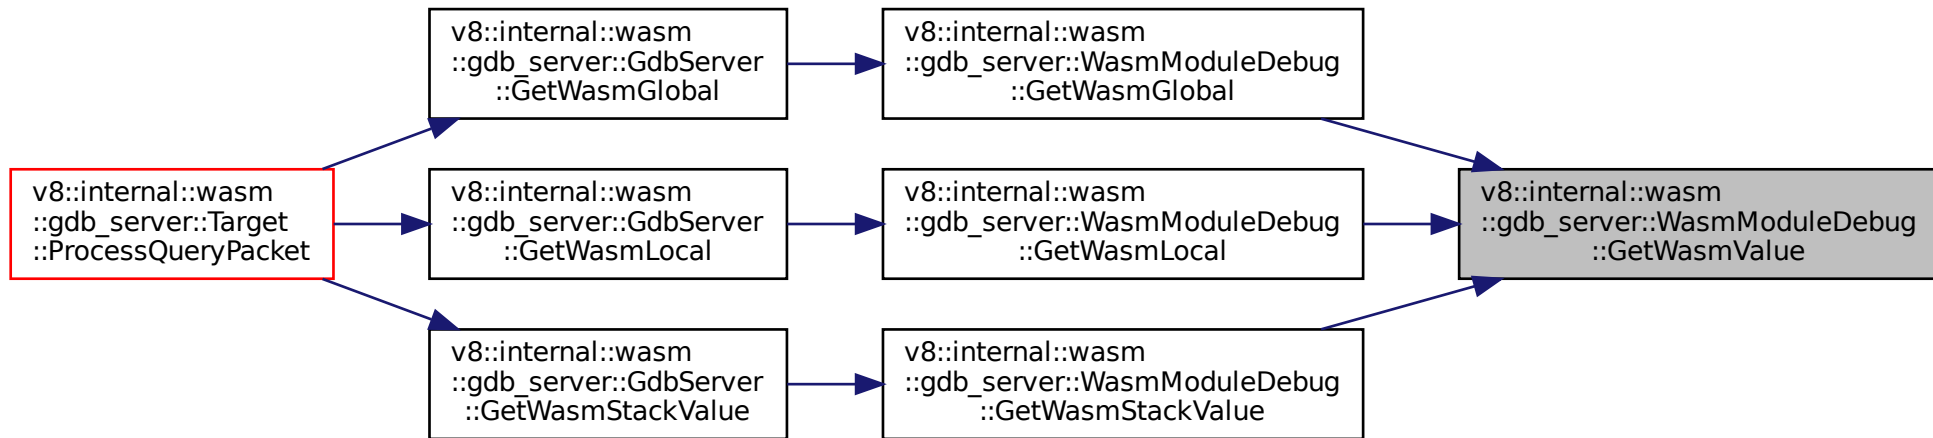 v8::internal::wasm
::gdb_server::GdbServer
::GetWasmGlobal
v8::internal::wasm
::gdb_server::WasmModuleDebug
::GetWasmGlobal
v8::internal::wasm
::gdb_server::Target
::ProcessQueryPacket
v8::internal::wasm
::gdb_server::GdbServer
::GetWasmLocal
v8::internal::wasm
::gdb_server::WasmModuleDebug
::GetWasmLocal
v8::internal::wasm
::gdb_server::WasmModuleDebug
::GetWasmValue
v8::internal::wasm
::gdb_server::GdbServer
::GetWasmStackValue
v8::internal::wasm
::gdb_server::WasmModuleDebug
::GetWasmStackValue